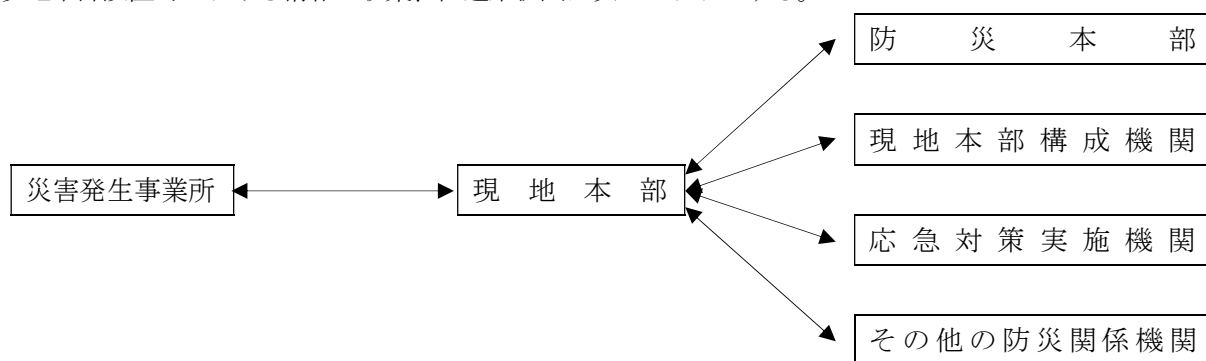 防災本部
現地本部構成機関
災害発生事業所
現地本部
応急対策実施機関
その他の防災関係機関